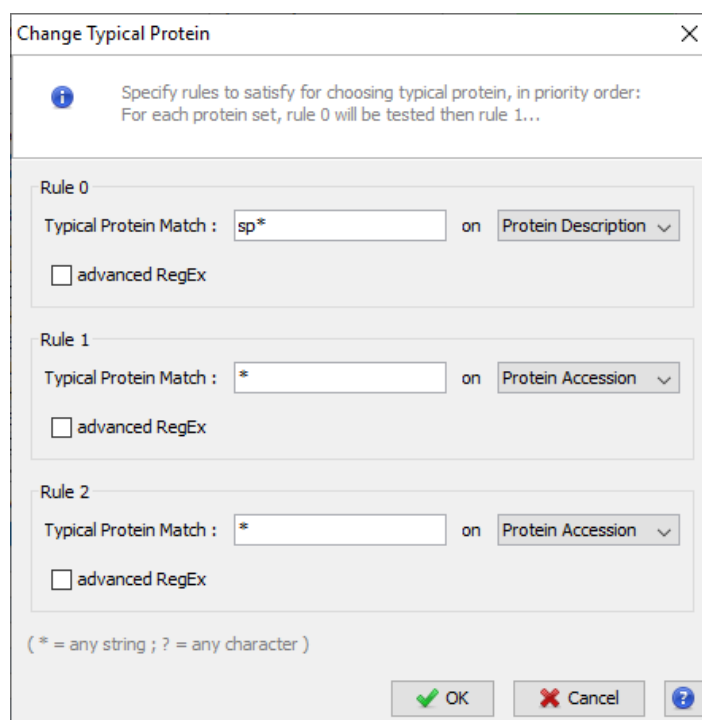 Change Typical Protein
Specify rules to satisfy for choosing typical protein, in priority order:
For each protein set, rule 0 will be tested then rule 1...
Rule 0
Typical Protein Match : sp* on Protein Description
advanced RegEx
Rule 1
Typical Protein Match : * on Protein Accession
advanced RegEx
Rule 2
Typical Protein Match : * on Protein Accession
advanced RegEx
( * = any string ; ? = any character )
OK Cancel ?